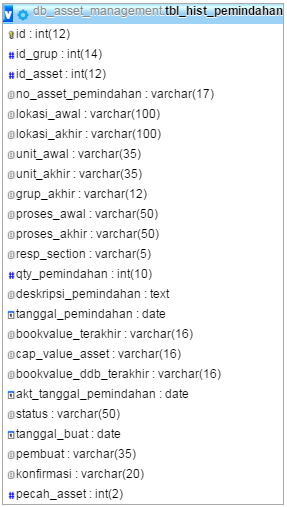 db_asset_management.tbl_hist_pemindahan
id : int(12)
id_grup : int(14)
id_asset : int(12)
no_asset_pemindahan : varchar(17)
lokasi_awal : varchar(100)
lokasi_akhir : varchar(100)
unit_awal : varchar(35)
unit_akhir : varchar(35)
grup_akhir : varchar(12)
proses_awal : varchar(50)
proses_akhir : varchar(50)
resp_section : varchar(5)
qty_pemindahan : int(10)
deskripsi_pemindahan : text
tanggal_pemindahan : date
bookvalue_terakhir : varchar(16)
cap_value_asset : varchar(16)
bookvalue_ddb_terakhir : varchar(16)
akt_tanggal_pemindahan : date
status : varchar(50)
tanggal_buat : date
pembuat : varchar(35)
konfirmasi : varchar(20)
pecah_asset : int(2)